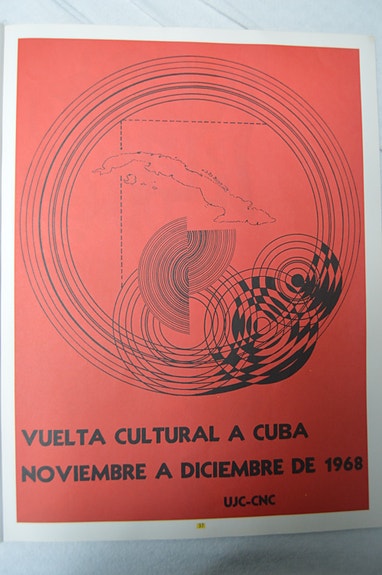 VUELTA CULTURAL A CUBA
NOVIEMBRE A DICIEMBRE DE 1968
UJC-CNC